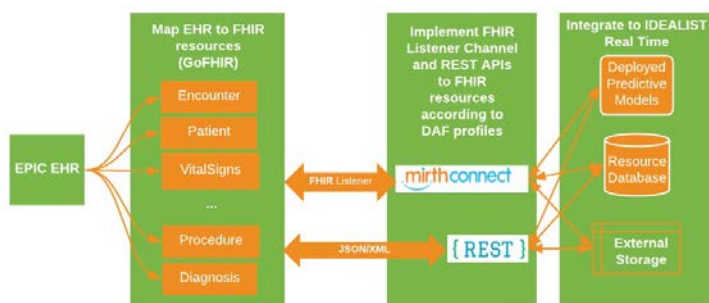 EPIC EHR
Map EHR to FHIR
resources
(GoFHIR)
Encounter
Patient
VitalSigns
...
Procedure
Diagnosis
FHIR Listener
JSON/XML
Implement FHIR
Listener Channel
and REST APIs
to FHIR
resources
according to
DAF profiles
mirthconnect
{ REST }
Integrate to IDEALIST
Real Time
Deployed
Predictive
Models
Resource
Database
External
Storage